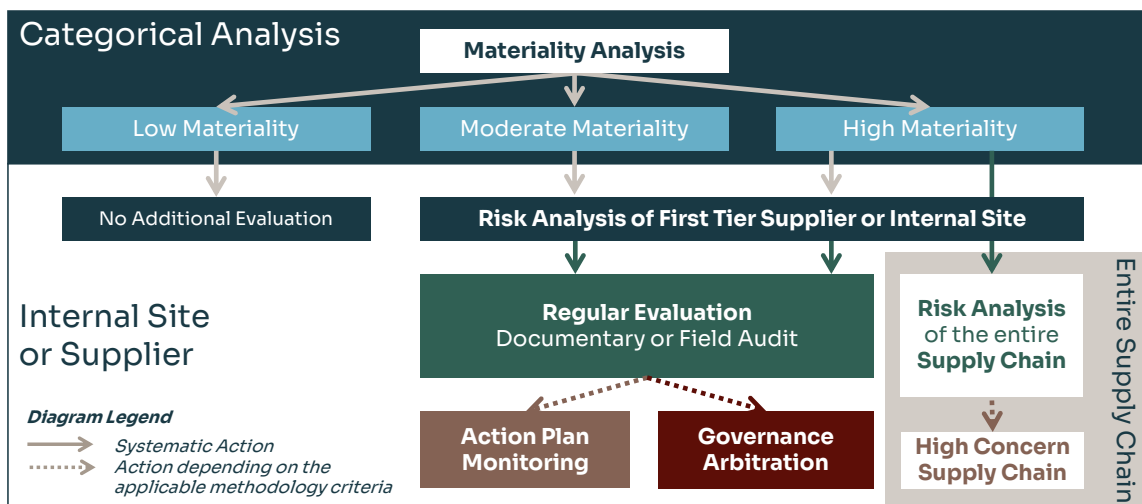 Categorical Analysis
Materiality Analysis
Low Materiality
Moderate Materiality
High Materiality
No Additional Evaluation
Risk Analysis of First Tier Supplier or Internal Site
Internal Site
or Supplier
Regular Evaluation
Documentary or Field Audit
Risk Analysis
of the entire
Supply Chain
Entire Supply Chain
Diagram Legend
Systematic Action
Action depending on the
applicable methodology criteria
Action Plan
Monitoring
Governance
Arbitration
High Concern
Supply Chain